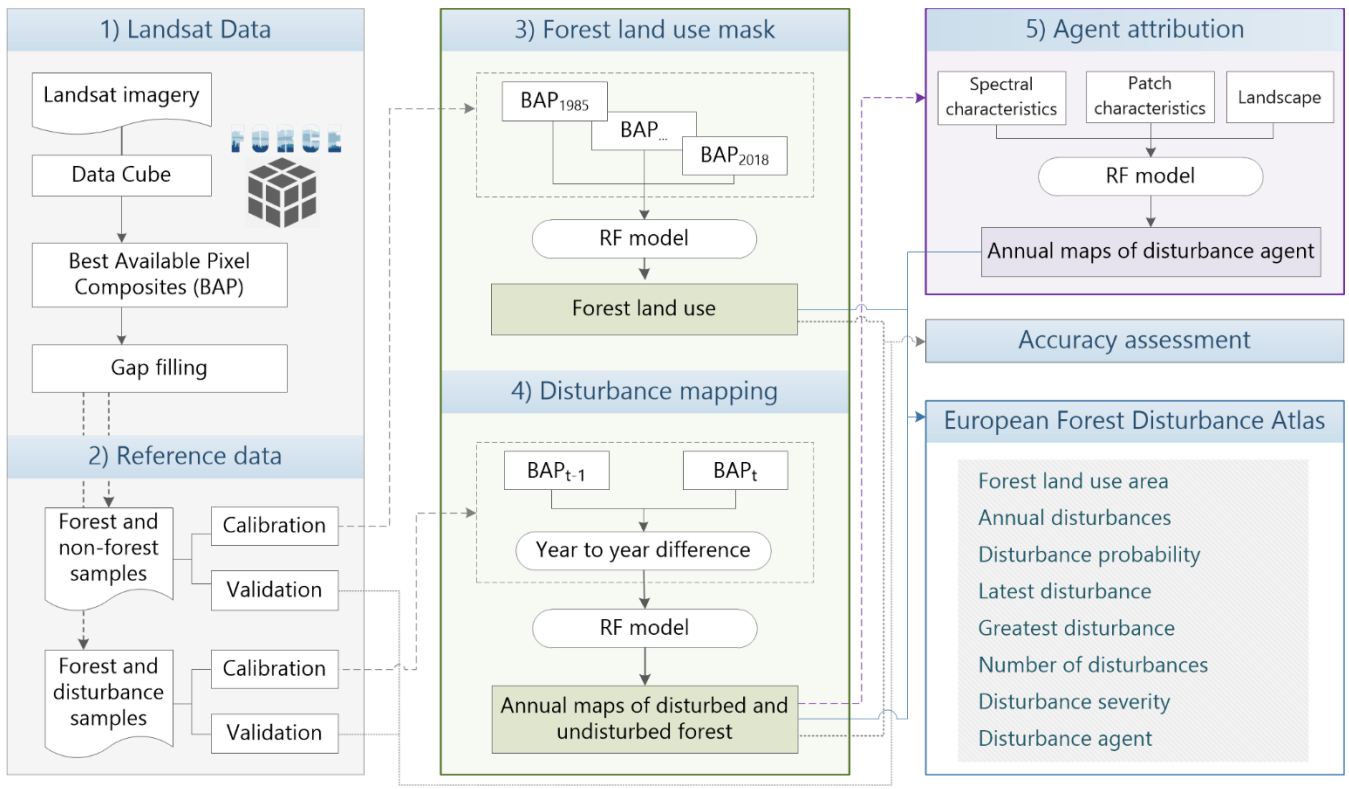 1) Landsat Data
Landsat imagery
FORCE
Data Cube
Best Available Pixel
Composites (BAP)
Gap filling
2) Reference data
Forest and
non-forest
samples
Calibration
Validation
Forest and
disturbance
samples
Calibration
Validation
3) Forest land use mask
BAP1985
BAP...
BAP2018
RF model
Forest land use
4) Disturbance mapping
BAPt-1
BAPt
Year to year difference
RF model
Annual maps of disturbed and
undisturbed forest
5) Agent attribution
Spectral
characteristics
Patch
characteristics
Landscape
RF model
Annual maps of disturbance agent
Accuracy assessment
European Forest Disturbance Atlas
Forest land use area
Annual disturbances
Disturbance probability
Latest disturbance
Greatest disturbance
Number of disturbances
Disturbance severity
Disturbance agent